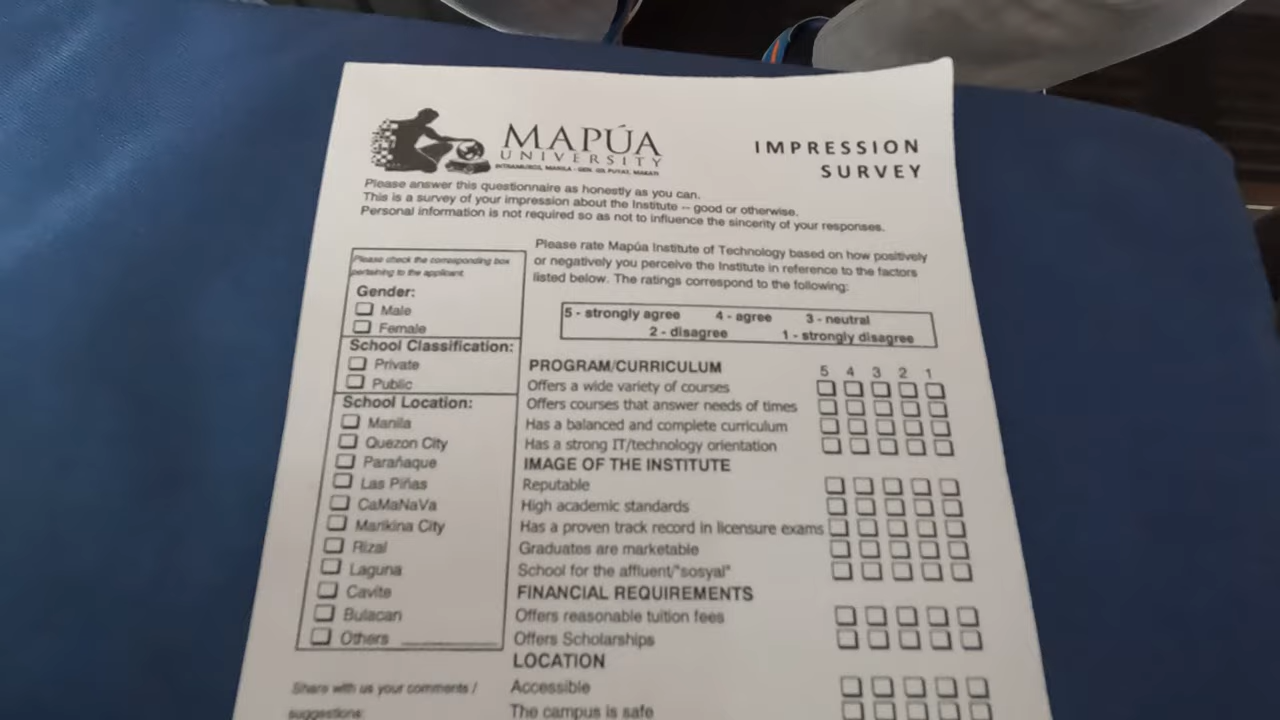 MAPÚA
UNIVERSITY
INTRAMUROS, MANILA - GEN. GIL PUYAT, MAKATI
IMPRESSION
SURVEY
Please answer this questionnaire as honestly as you can.
This is a survey of your impression about the Institute -- good or otherwise.
Personal information is not required so as not to influence the sincerity of your responses.
Please check the corresponding box
pertaining to the applicant.
Gender:
Male
Female
School Classification:
Private
Public
School Location:
Manila
Quezon City
Parañaque
Las Piñas
CaMaNaVa
Marikina City
Rizal
Laguna
Cavite
Bulacan
Others
Share with us your comments /
suggestions:
Please rate Mapúa Institute of Technology based on how positively
or negatively you perceive the Institute in reference to the factors
listed below. The ratings correspond to the following:
5 - strongly agree 4 - agree 3 - neutral
2 - disagree 1 - strongly disagree
PROGRAM/CURRICULUM 5 4 3 2 1
Offers a wide variety of courses
Offers courses that answer needs of times
Has a balanced and complete curriculum
Has a strong IT/technology orientation
IMAGE OF THE INSTITUTE
Reputable
High academic standards
Has a proven track record in licensure exams
Graduates are marketable
School for the affluent/"sosyal"
FINANCIAL REQUIREMENTS
Offers reasonable tuition fees
Offers Scholarships
LOCATION
Accessible
The campus is safe